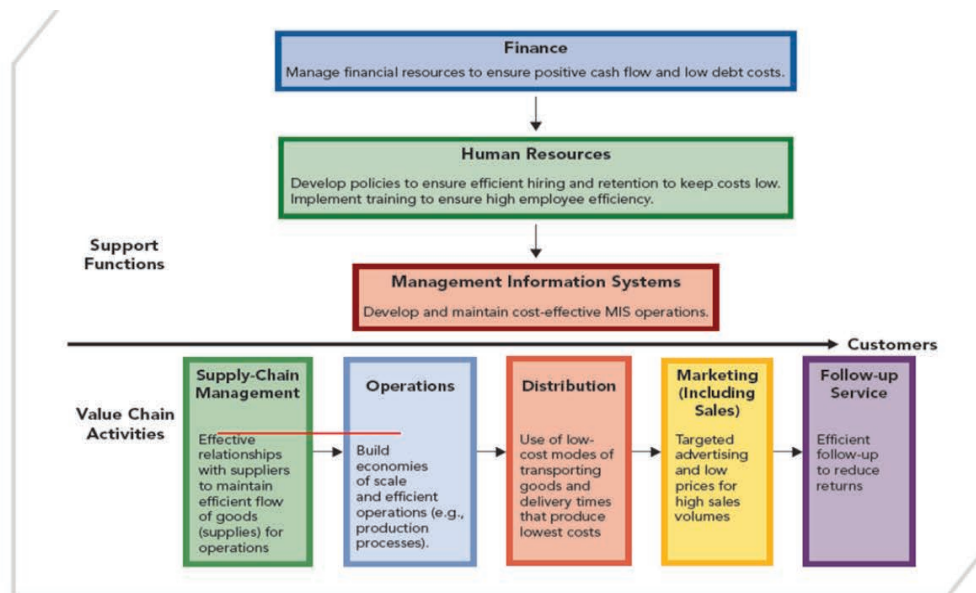 Finance
Manage financial resources to ensure positive cash flow and low debt costs.
Human Resources
Develop policies to ensure efficient hiring and retention to keep costs low.
Implement training to ensure high employee efficiency.
Support
Functions
Management Information Systems
Develop and maintain cost-effective MIS operations.
Customers
Value Chain
Activities
Supply-Chain
Management
Effective
relationships
with suppliers
to maintain
efficient flow
of goods
(supplies) for
operations
Operations
Build
economies
of scale
and efficient
operations (e.g.,
production
processes).
Distribution
Use of low-
cost modes of
transporting
goods and
delivery times
that produce
lowest costs
Marketing
(Including
Sales)
Targeted
advertising
and low
prices for
high sales
volumes
Follow-up
Service
Efficient
follow-up
to reduce
returns